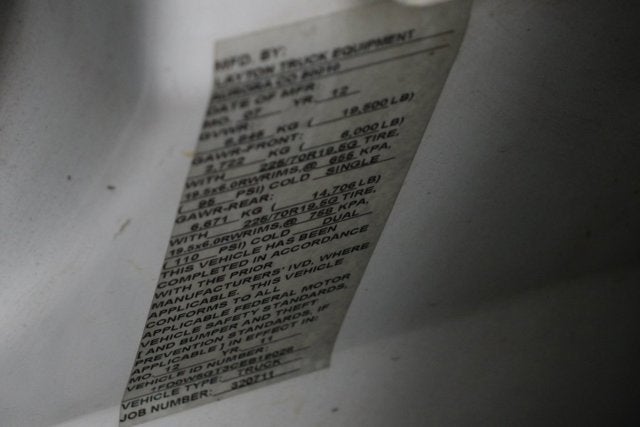 MFD. BY:
LAYTON TRUCK EQUIPMENT
AURORA CO 80010
DATE OF MFR
MO. 07 YR. 12
GVWR:
8,845 KG ( 19,500 LB)
GAWR-FRONT:
2,722 KG ( 6,000 LB)
WITH 225/70R19.5G TIRE,
19.5x6.0RWRIMS,@ 655 KPA,
( 95 PSI) COLD SINGLE
GAWR-REAR:
6,671 KG ( 14,706 LB)
WITH 225/70R19.5G TIRE,
19.5x6.0RWRIMS,@ 758 KPA,
( 110 PSI) COLD DUAL
THIS VEHICLE HAS BEEN
COMPLETED IN ACCORDANCE
WITH THE PRIOR
MANUFACTURERS' IVD, WHERE
APPLICABLE. THIS VEHICLE
CONFORMS TO ALL
APPLICABLE FEDERAL MOTOR
VEHICLE SAFETY STANDARDS,
[ AND BUMPER AND THEFT
PREVENTION STANDARDS, IF
APPLICABLE ] IN EFFECT IN:
MO. 12 YR. 11
VEHICLE ID NUMBER:
VEHICLE TYPE: TRUCK
JOB NUMBER: 320711